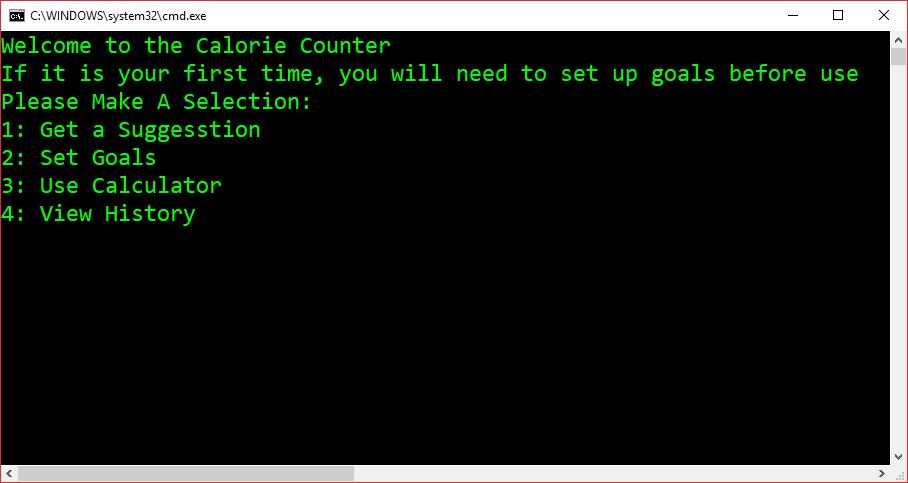 C:\WINDOWS\system32\cmd.exe
Welcome to the Calorie Counter
If it is your first time, you will need to set up goals before use
Please Make A Selection:
1: Get a Suggesstion
2: Set Goals
3: Use Calculator
4: View History